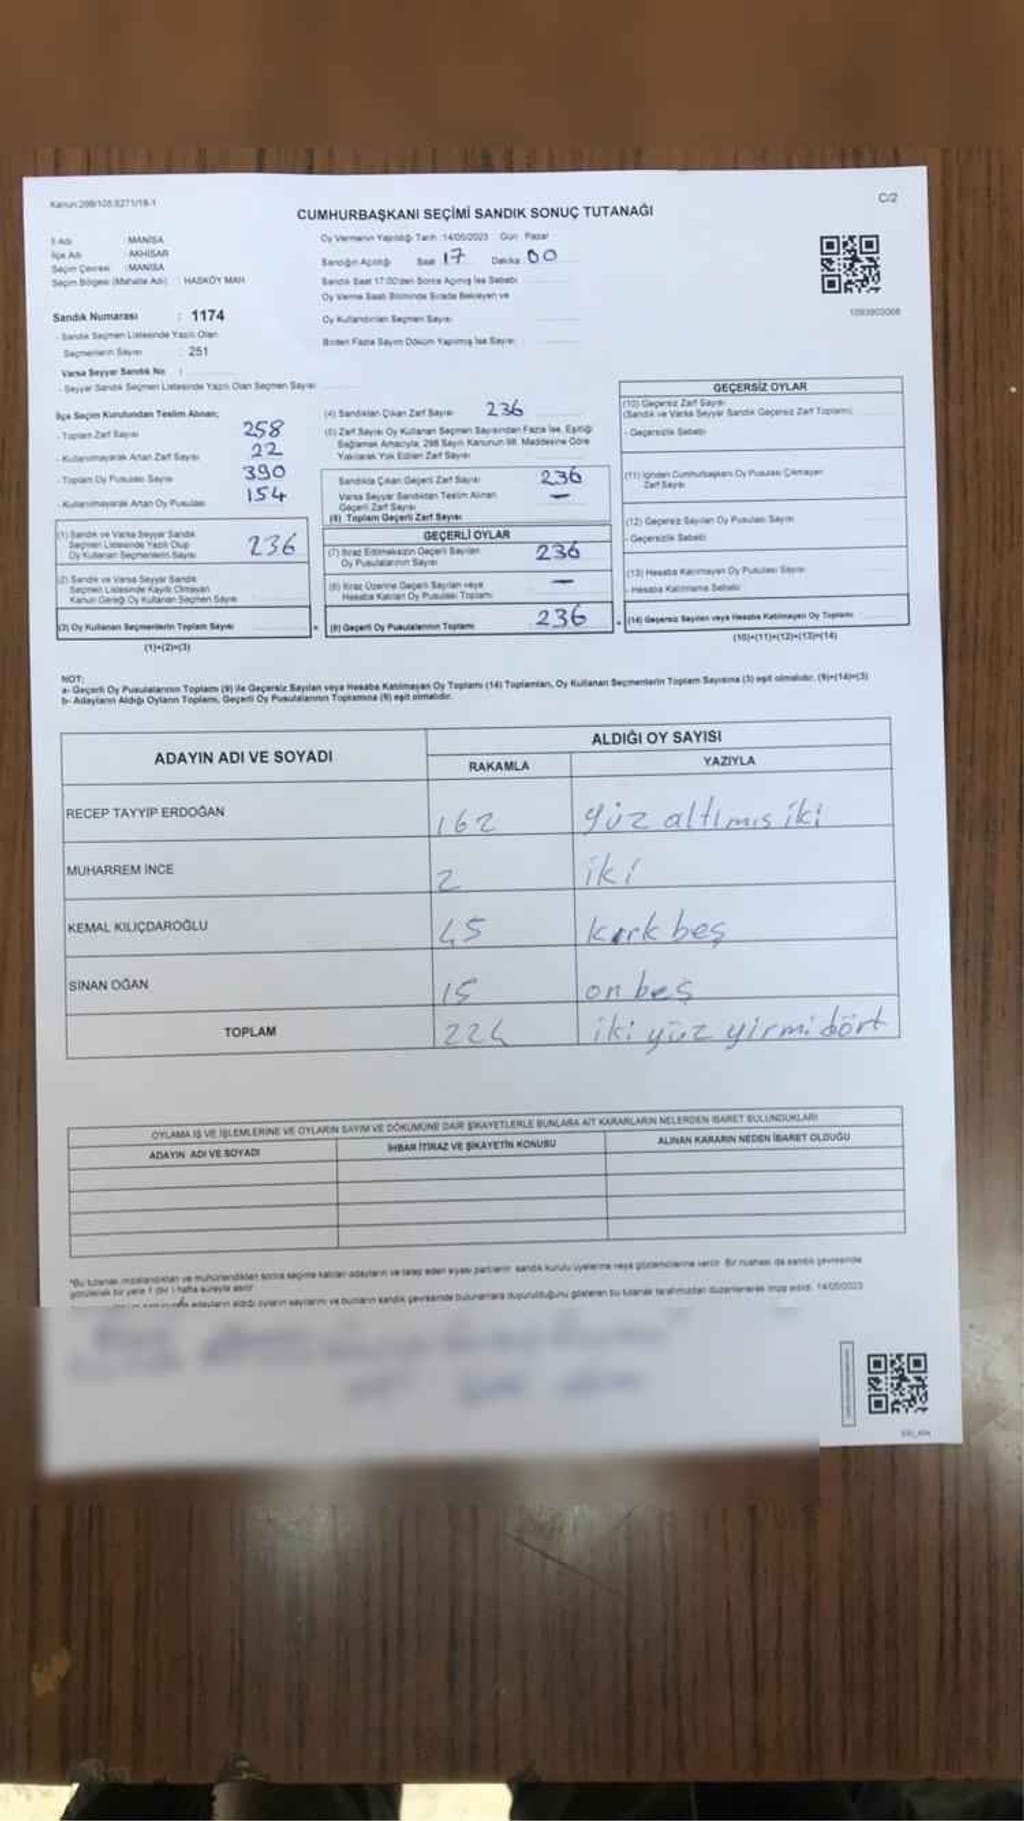 Kanun:298/105;6271/18-1
C/2
CUMHURBAŞKANI SEÇİMİ SANDIK SONUÇ TUTANAĞI
İl Adı : MANİSA
İlçe Adı : AKHİSAR
Seçim Çevresi : MANİSA
Seçim Bölgesi (Mahalle Adı) : HASKÖY MAH.
Oy Vermenin Yapıldığı Tarih :14/05/2023 Gün : Pazar
Sandığın Açıldığı Saat 17 Dakika 00
Sandık Saat 17:00'den Sonra Açılmış İse Sebebi
Oy Verme Saati Bitiminde Sırada Bekleyen ve
Oy Kullandırılan Seçmen Sayısı
Birden Fazla Sayım Döküm Yapılmış İse Sayısı
Sandık Numarası : 1174
- Sandık Seçmen Listesinde Yazılı Olan
Seçmenlerin Sayısı : 251
Varsa Seyyar Sandık No :
- Seyyar Sandık Seçmen Listesinde Yazılı Olan Seçmen Sayısı
İlçe Seçim Kurulundan Teslim Alınan;
- Toplam Zarf Sayısı 258
- Kullanılmayarak Artan Zarf Sayısı 22
- Toplam Oy Pusulası Sayısı 390
- Kullanılmayarak Artan Oy Pusulası 154
(1) Sandık ve Varsa Seyyar Sandık
Seçmen Listesinde Yazılı Olup
Oy Kullanan Seçmenlerin Sayısı 236
(2) Sandık ve Varsa Seyyar Sandık
Seçmen Listesinde Kayıtlı Olmayan
Kanun Gereği Oy Kullanan Seçmen Sayısı
(3) Oy Kullanan Seçmenlerin Toplam Sayısı
(1)+(2)=(3)
(4) Sandıktan Çıkan Zarf Sayısı 236
(5) Zarf Sayısı Oy Kullanan Seçmen Sayısından Fazla İse, Eşitliği
Sağlamak Amacıyla; 298 Sayılı Kanunun 98. Maddesine Göre
Yakılarak Yok Edilen Zarf Sayısı
Sandıkta Çıkan Geçerli Zarf Sayısı 236
Varsa Seyyar Sandıktan Teslim Alınan
Geçerli Zarf Sayısı —
(6) Toplam Geçerli Zarf Sayısı
GEÇERLİ OYLAR
(7) İtiraz Edilmeksizin Geçerli Sayılan
Oy Pusulalarının Sayısı 236
(8) İtiraz Üzerine Geçerli Sayılan veya
Hesaba Katılan Oy Pusulası Toplamı —
= (9) Geçerli Oy Pusulalarının Toplamı 236
GEÇERSİZ OYLAR
(10) Geçersiz Zarf Sayısı
(Sandık ve Varsa Seyyar Sandık Geçersiz Zarf Toplamı)
- Geçersizlik Sebebi
(11) İçinden Cumhurbaşkanı Oy Pusulası Çıkmayan
Zarf Sayısı
(12) Geçersiz Sayılan Oy Pusulası Sayısı
- Geçersizlik Sebebi
(13) Hesaba Katılmayan Oy Pusulası Sayısı
- Hesaba Katılmama Sebebi
+ (14) Geçersiz Sayılan veya Hesaba Katılmayan Oy Toplamı
(10)+(11)+(12)+(13)=(14)
NOT:
a- Geçerli Oy Pusulalarının Toplamı (9) ile Geçersiz Sayılan veya Hesaba Katılmayan Oy Toplamı (14) Toplamları, Oy Kullanan Seçmenlerin Toplam Sayısına (3) eşit olmalıdır. (9)+(14)=(3)
b- Adayların Aldığı Oyların Toplamı, Geçerli Oy Pusulalarının Toplamına (9) eşit olmalıdır.
ADAYIN ADI VE SOYADI
ALDIĞI OY SAYISI
RAKAMLA YAZIYLA
RECEP TAYYİP ERDOĞAN 162 yüz altımıs iki
MUHARREM İNCE 2 iki
KEMAL KILIÇDAROĞLU 45 kırk beş
SİNAN OĞAN 15 on beş
TOPLAM 224 iki yüz yirmi dört
OYLAMA İŞ VE İŞLEMLERİNE VE OYLARIN SAYIM VE DÖKÜMÜNE DAİR ŞİKAYETLERLE BUNLARA AİT KARARLARIN NELERDEN İBARET BULUNDUKLARI
ADAYIN ADI VE SOYADI İHBAR İTİRAZ VE ŞİKAYETİN KONUSU ALINAN KARARIN NEDEN İBARET OLDUĞU
*Bu tutanak imzalandıktan ve mühürlendikten sonra seçime katılan adayların ve talep eden siyasi partilerin sandık kurulu üyelerine veya gözlemcilerine verilir. Bir nüshası da sandık çevresinde
görülecek bir yere 1 (bir) hafta süreyle asılır
adayların aldığı oyların sayılarını ve bunların sandık çevresinde bulunanlara duyurulduğunu gösteren bu tutanak tarafımızdan düzenlenerek imza edildi. 14/05/2023